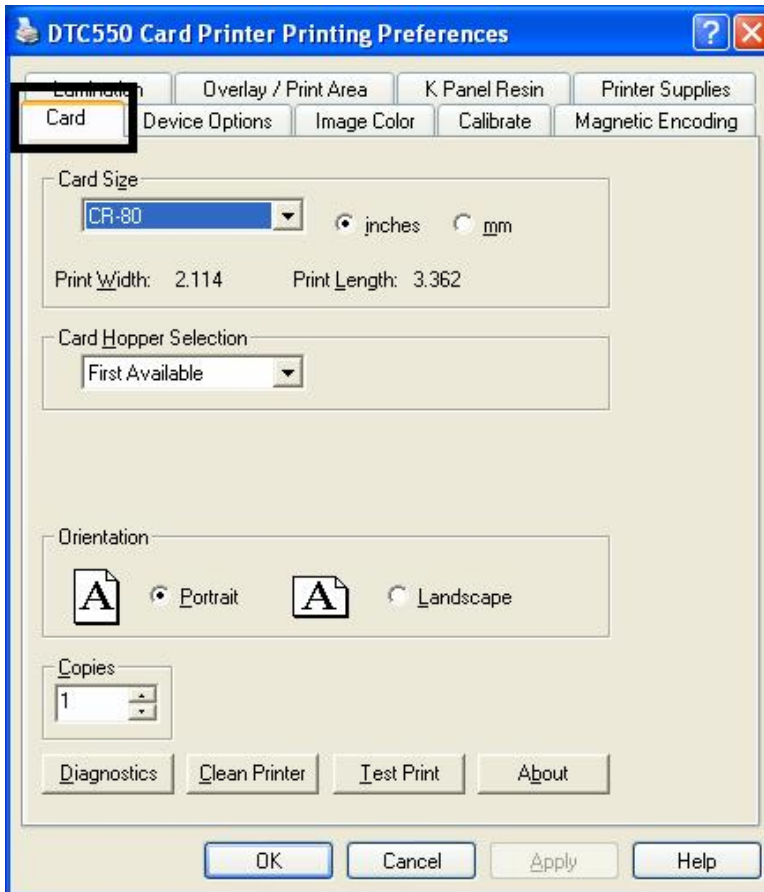 DTC550 Card Printer Printing Preferences
Lamination Overlay / Print Area K Panel Resin Printer Supplies
Card Device Options Image Color Calibrate Magnetic Encoding
Card Size
CR-80 inches mm
Print Width: 2.114 Print Length: 3.362
Card Hopper Selection
First Available
Orientation
A Portrait A Landscape
Copies
1
Diagnostics Clean Printer Test Print About
OK Cancel Apply Help